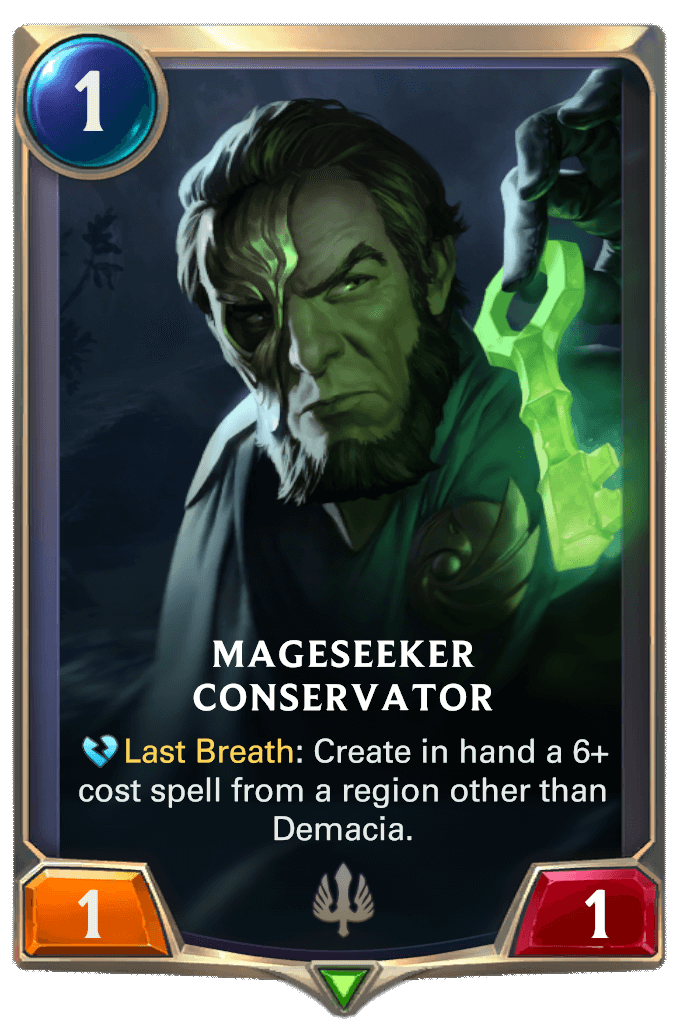 1
MAGESEEKER
CONSERVATOR
Last Breath: Create in hand a 6+
cost spell from a region other than
Demacia.
1
1